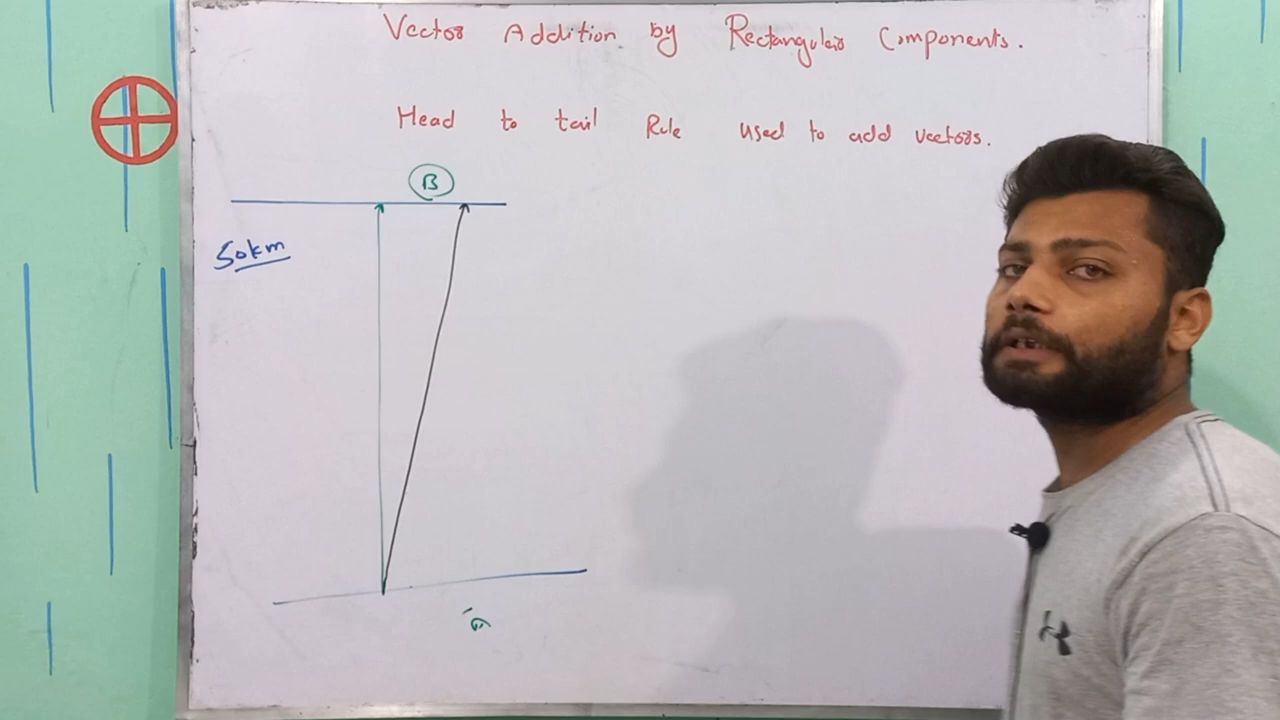 Vector Addition by Rectangular Components.
Head to tail Rule used to add vectors.
B
50km